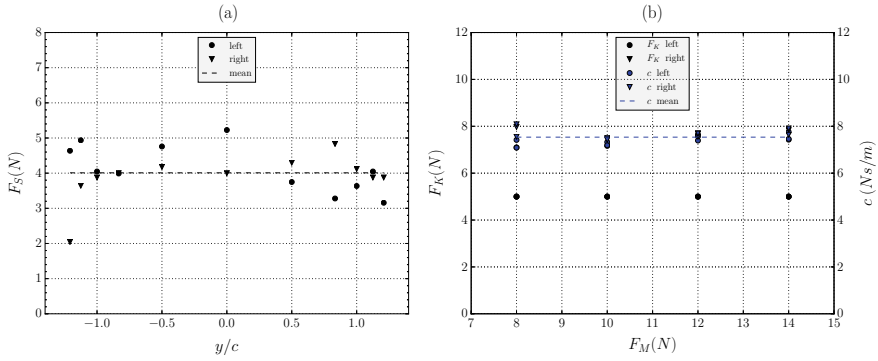 (a)
8
7
6
5
4
3
2
1
0
F_S(N)
−1.0 −0.5 0.0 0.5 1.0
y/c
left
right
mean
(b)
12
10
8
6
4
2
0
F_K(N)
7 8 9 10 11 12 13 14 15
F_M(N)
F_K left
F_K right
c left
c right
c mean
12
10
8
6
4
2
0
c (Ns/m)